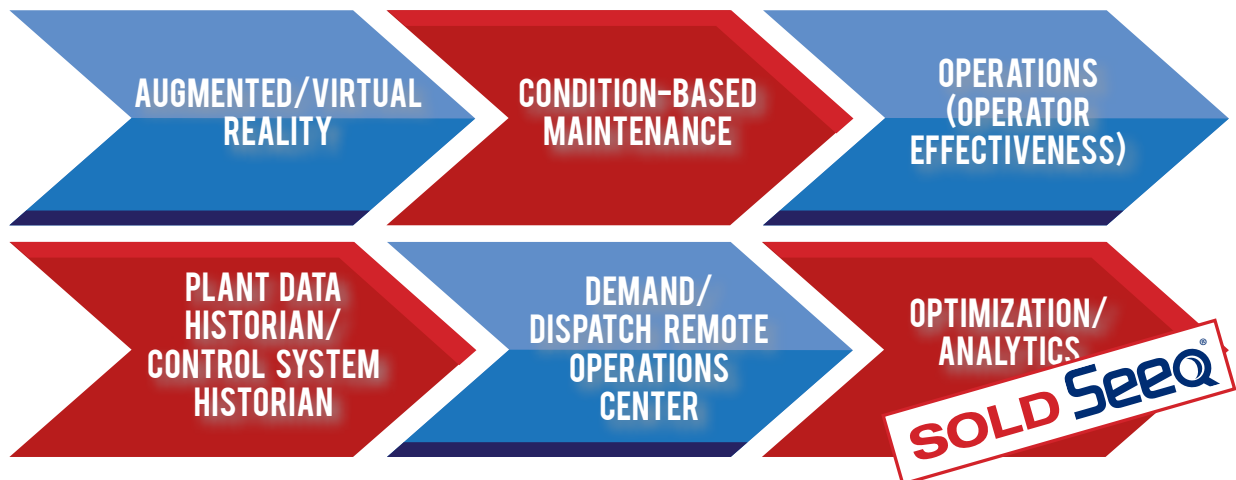 AUGMENTED/VIRTUAL
REALITY
CONDITION-BASED
MAINTENANCE
OPERATIONS
(OPERATOR
EFFECTIVENESS)
PLANT DATA
HISTORIAN/
CONTROL SYSTEM
HISTORIAN
DEMAND/
DISPATCH REMOTE
OPERATIONS
CENTER
OPTIMIZATION/
ANALYTICS
SOLD SeeQ®